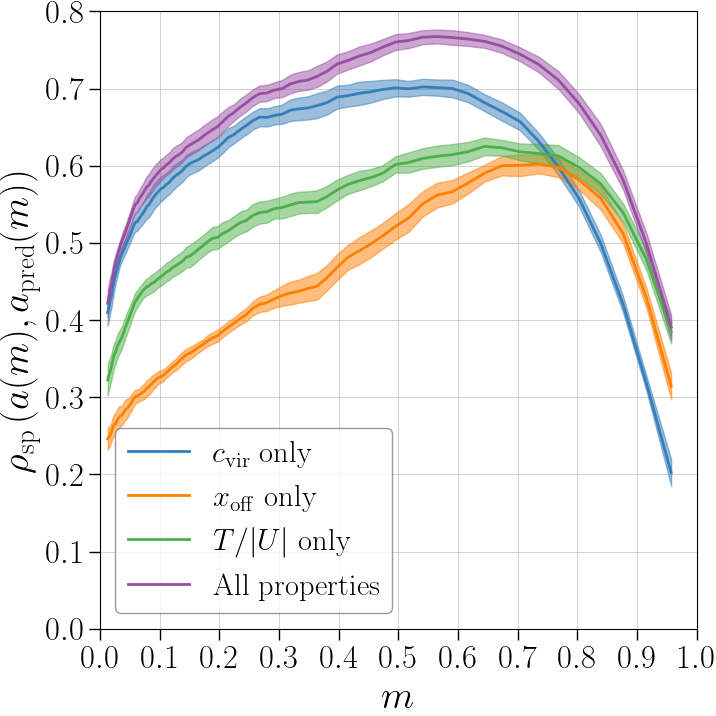 ρsp(a(m), apred(m))
0.8
0.7
0.6
0.5
0.4
0.3
0.2
0.1
0.0
cvir only
xoff only
T/|U| only
All properties
0.0 0.1 0.2 0.3 0.4 0.5 0.6 0.7 0.8 0.9 1.0
m